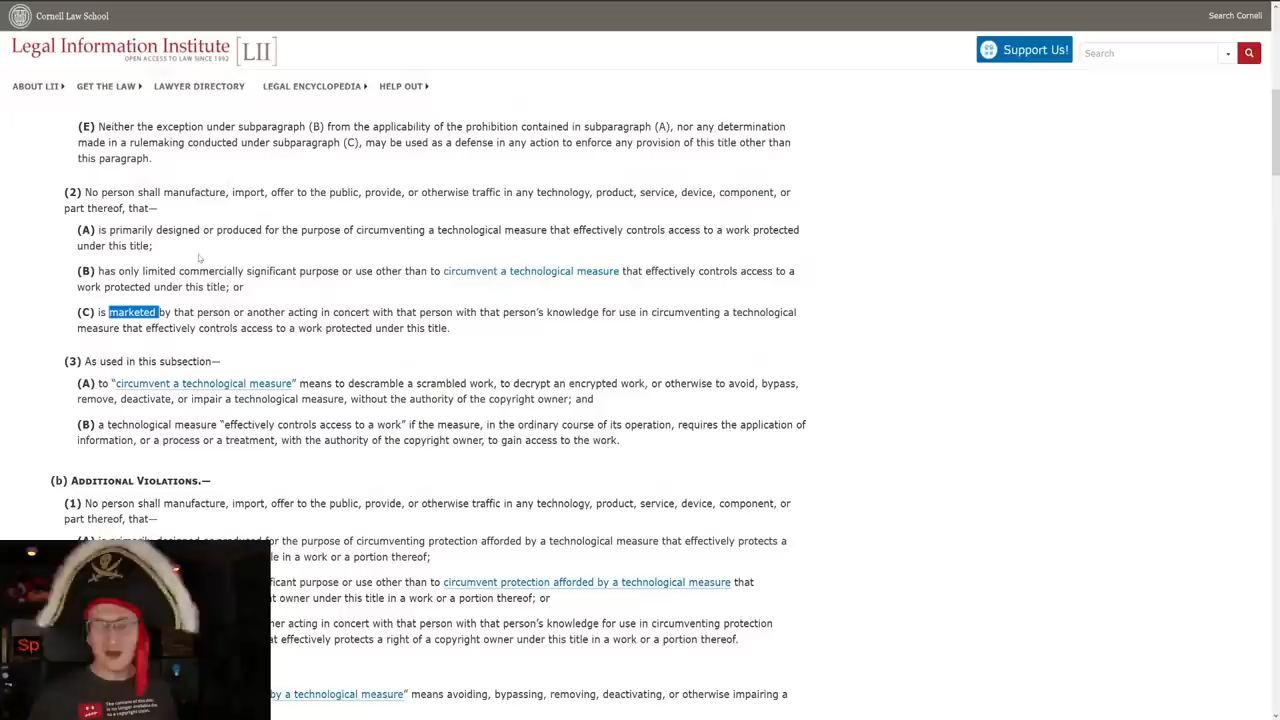 Cornell Law School
Search Cornell
Legal Information Institute [LII]
OPEN ACCESS TO LAW SINCE 1992
Support Us!
Search
ABOUT LII
GET THE LAW
LAWYER DIRECTORY
LEGAL ENCYCLOPEDIA
HELP OUT
(E) Neither the exception under subparagraph (B) from the applicability of the prohibition contained in subparagraph (A), nor any determination
made in a rulemaking conducted under subparagraph (C), may be used as a defense in any action to enforce any provision of this title other than
this paragraph.
(2) No person shall manufacture, import, offer to the public, provide, or otherwise traffic in any technology, product, service, device, component, or
part thereof, that—
(A) is primarily designed or produced for the purpose of circumventing a technological measure that effectively controls access to a work protected
under this title;
(B) has only limited commercially significant purpose or use other than to circumvent a technological measure that effectively controls access to a
work protected under this title; or
(C) is marketed by that person or another acting in concert with that person with that person's knowledge for use in circumventing a technological
measure that effectively controls access to a work protected under this title.
(3) As used in this subsection—
(A) to “circumvent a technological measure” means to descramble a scrambled work, to decrypt an encrypted work, or otherwise to avoid, bypass,
remove, deactivate, or impair a technological measure, without the authority of the copyright owner; and
(B) a technological measure “effectively controls access to a work” if the measure, in the ordinary course of its operation, requires the application of
information, or a process or a treatment, with the authority of the copyright owner, to gain access to the work.
(b) ADDITIONAL VIOLATIONS.—
(1) No person shall manufacture, import, offer to the public, provide, or otherwise traffic in any technology, product, service, device, component, or
part thereof, that—
(A) is primarily designed or produced for the purpose of circumventing protection afforded by a technological measure that effectively protects a
le in a work or a portion thereof;
ficant purpose or use other than to circumvent protection afforded by a technological measure that
t owner under this title in a work or a portion thereof; or
her acting in concert with that person with that person's knowledge for use in circumventing protection
at effectively protects a right of a copyright owner under this title in a work or a portion thereof.
by a technological measure” means avoiding, bypassing, removing, deactivating, or otherwise impairing a
Sp